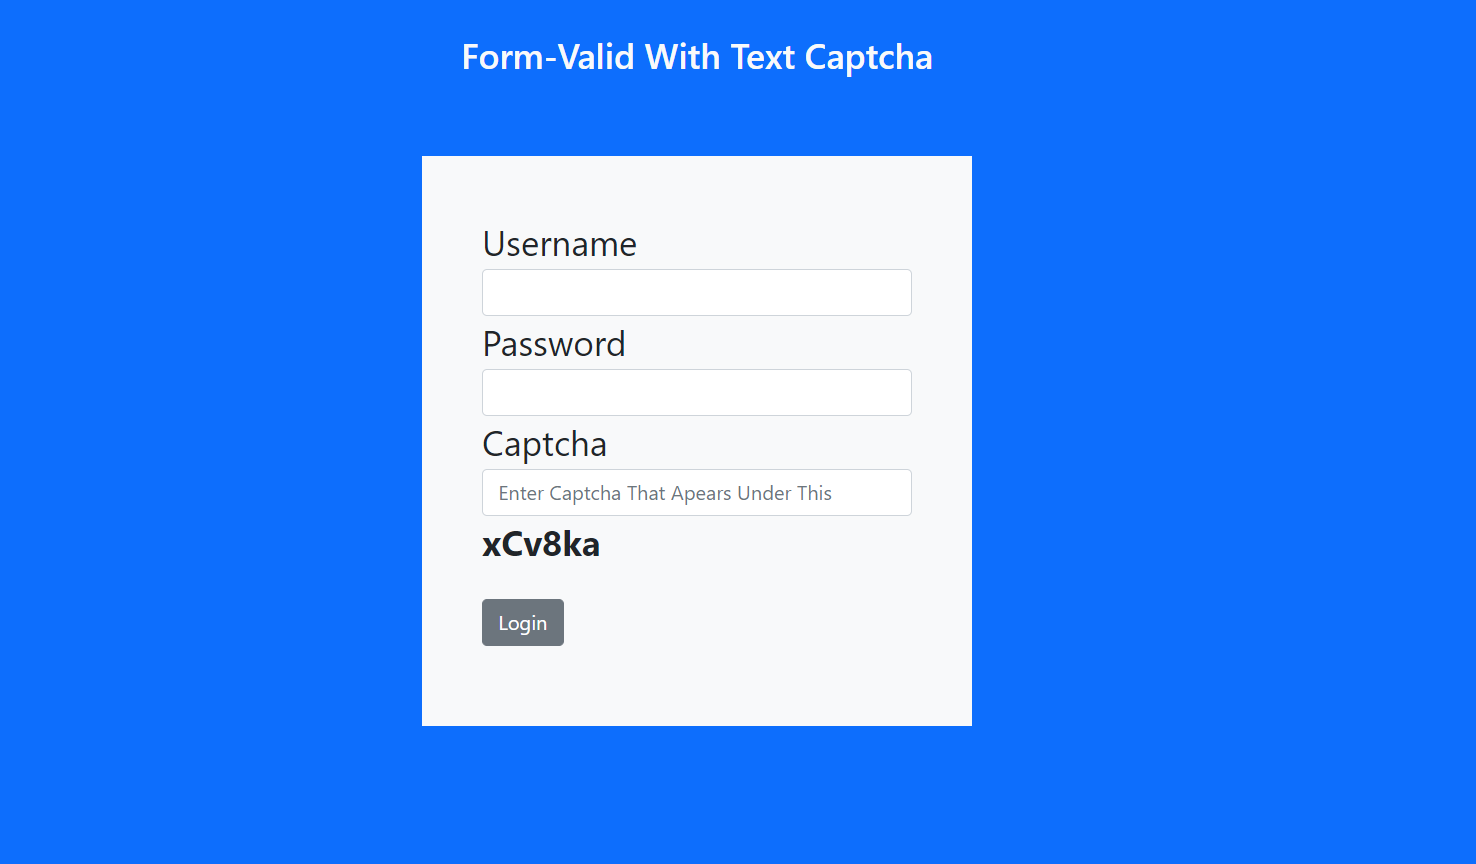 Form-Valid With Text Captcha
Username
Password
Captcha
Enter Captcha That Apears Under This
xCv8ka
Login